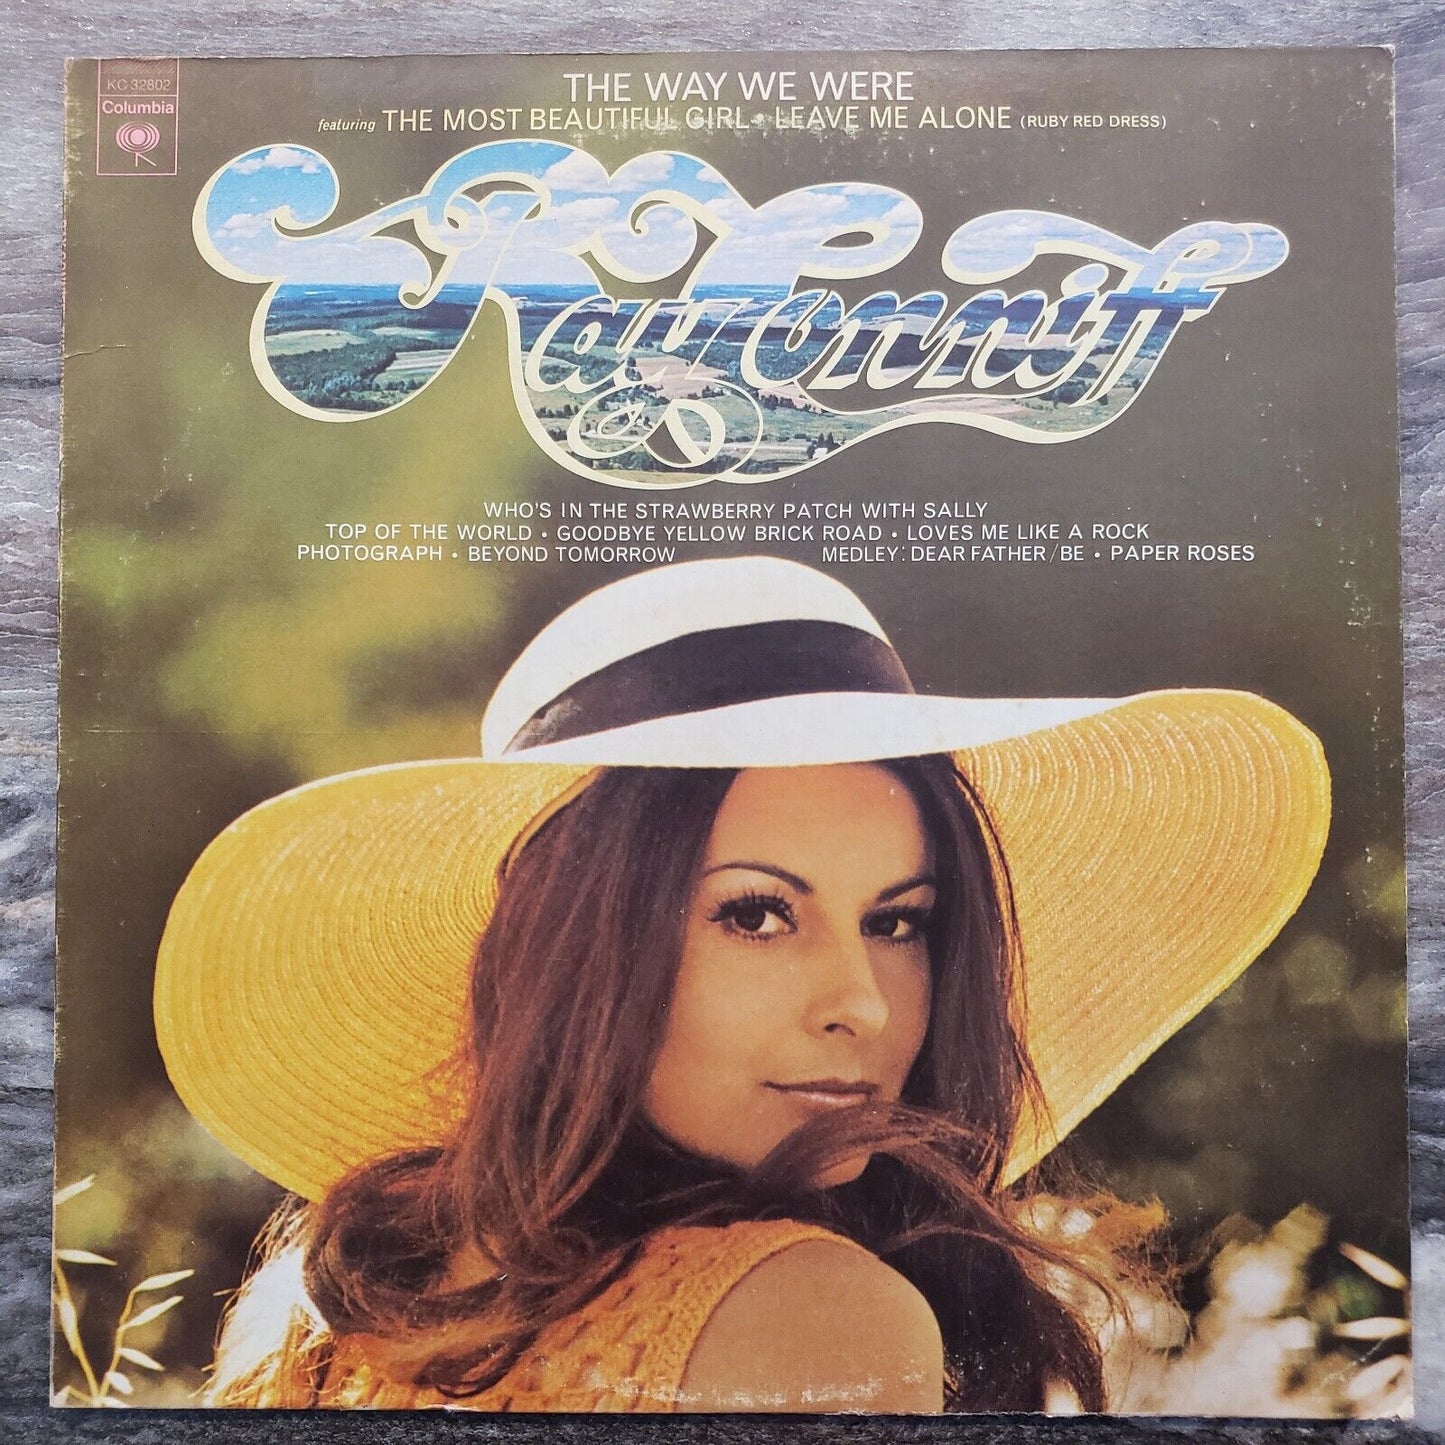 KC 32802
Columbia
THE WAY WE WERE
featuring THE MOST BEAUTIFUL GIRL • LEAVE ME ALONE (RUBY RED DRESS)
Ray Conniff
WHO'S IN THE STRAWBERRY PATCH WITH SALLY
TOP OF THE WORLD • GOODBYE YELLOW BRICK ROAD • LOVES ME LIKE A ROCK
PHOTOGRAPH • BEYOND TOMORROW MEDLEY: DEAR FATHER/BE • PAPER ROSES